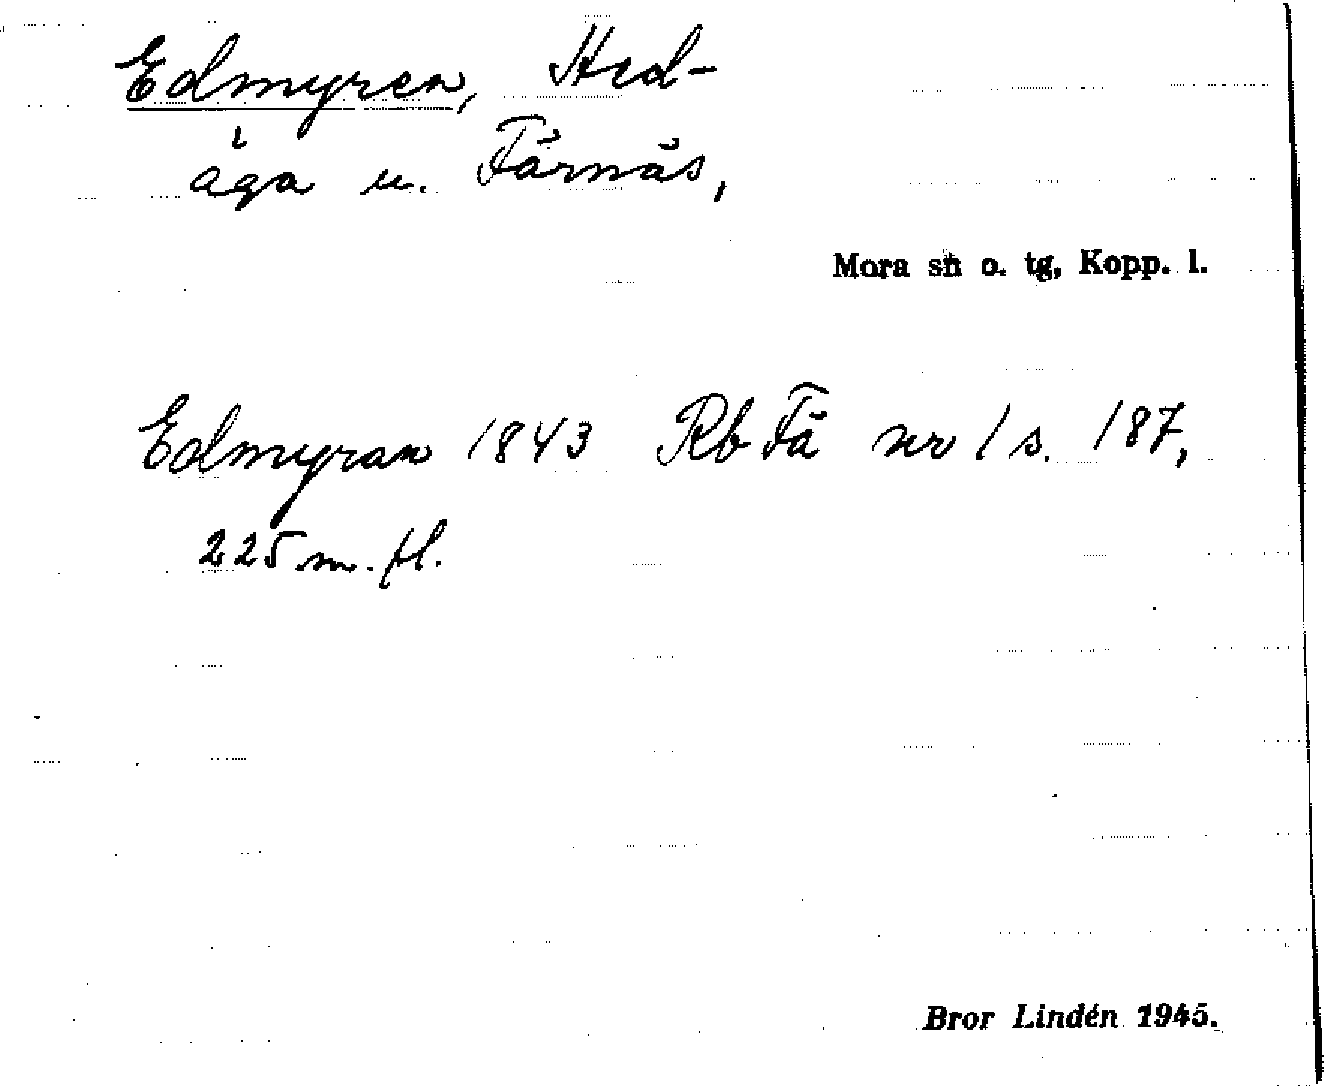 Edmyren, Hed-
åga u. Färnäs,
Mora sn o. tg, Kopp. l.
Edmyran 1843 Rb Fä nr 1 s. 187,
225 m. fl.
Bror Lindén 1945.